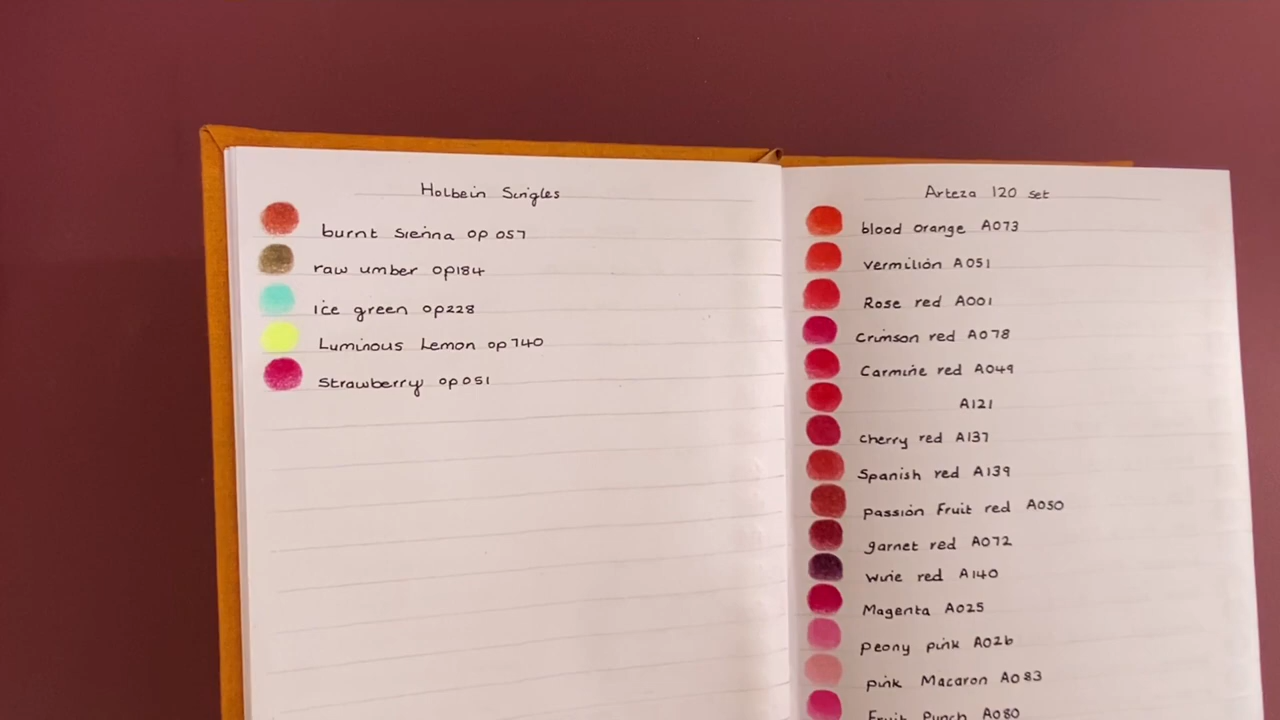 Holbein Singles
burnt sienna op 057
raw umber op184
ice green op228
Luminous Lemon op 740
Strawberry op051
Arteza 120 set
blood orange A073
vermilion A051
Rose red A001
Crimson red A078
Carmine red A049
A121
cherry red A137
Spanish red A139
passion Fruit red A050
garnet red A072
wine red A140
Magenta A025
peony pink A026
pink Macaron A083
Fruit Punch A080